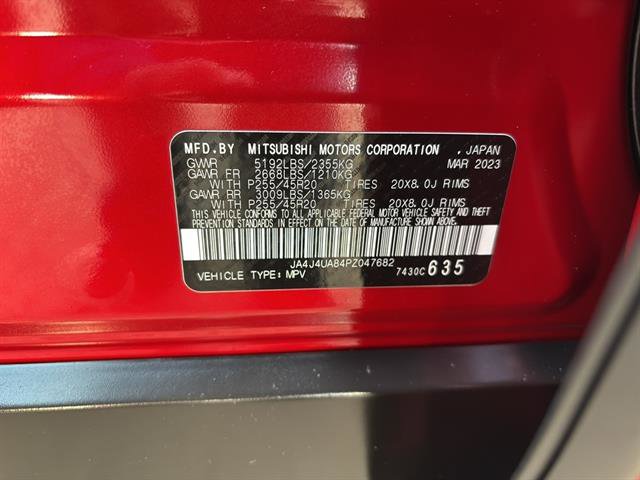 MFD.BY MITSUBISHI MOTORS CORPORATION . JAPAN
GVWR 5192LBS/2355KG MAR 2023
GAWR FR 2668LBS/1210KG
WITH P255/45R20 TIRES 20X8.0J RIMS
GAWR RR 3009LBS/1365KG
WITH P255/45R20 TIRES 20X8.0J RIMS
THIS VEHICLE CONFORMS TO ALL APPLICABLE FEDERAL MOTOR VEHICLE SAFETY AND THEFT
PREVENTION STANDARDS IN EFFECT ON THE DATE OF MANUFACTURE SHOWN ABOVE.
JA4J4UA84PZ047682
VEHICLE TYPE: MPV 7430C 635